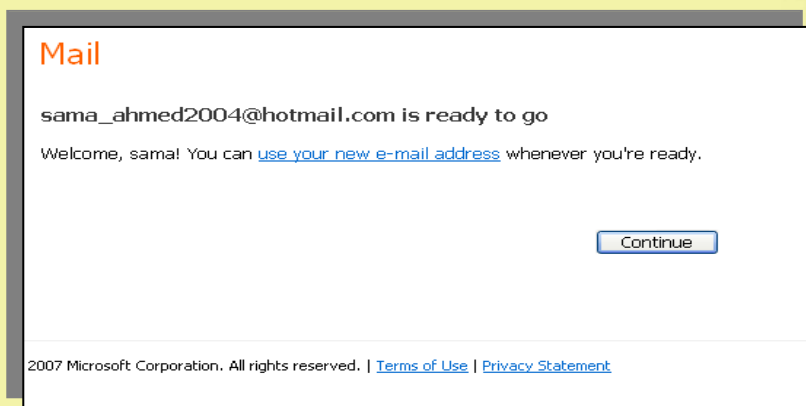 Mail
sama_ahmed2004@hotmail.com is ready to go
Welcome, sama! You can use your new e-mail address whenever you're ready.
Continue
2007 Microsoft Corporation. All rights reserved. | Terms of Use | Privacy Statement